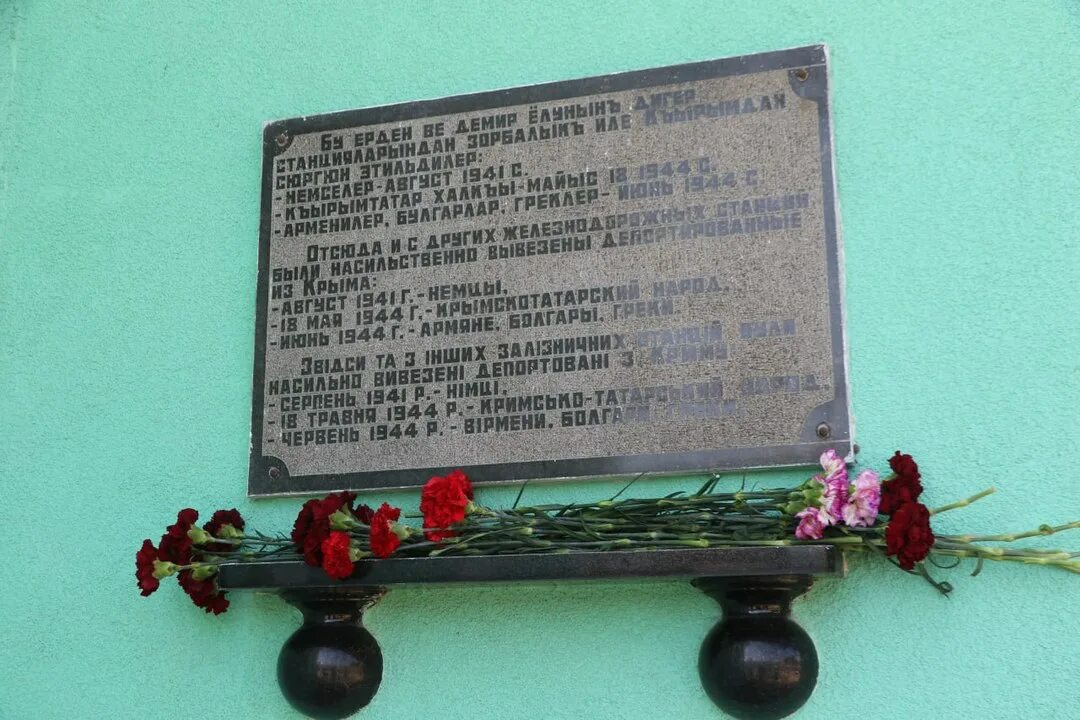 Бу ерден ве демир ёлунынъ дигер
станцияларындан зорбалыкъ иле Къырымдан
сюргюн этильдилер:
-немселер-август 1941 с.
-Къырымтатар халкъы-майыс 18 1944 с.
-арменилер, булгарлар, греклер- июнь 1944 с
Отсюда и с других железнодорожных станций
были насильственно вывезены депортированные
из Крыма:
-август 1941 г.-немцы,
-18 мая 1944 г.-крымскотатарский народ,
-июнь 1944 г.-армяне, болгары, греки.
Звідси та з інших залізничних станцій були
насильно вивезені депортовані з Криму
-серпень 1941 р.- німці,
-18 травня 1944 р.-кримсько-татарський народ,
-червень 1944 р.-вірмени, болгари греки